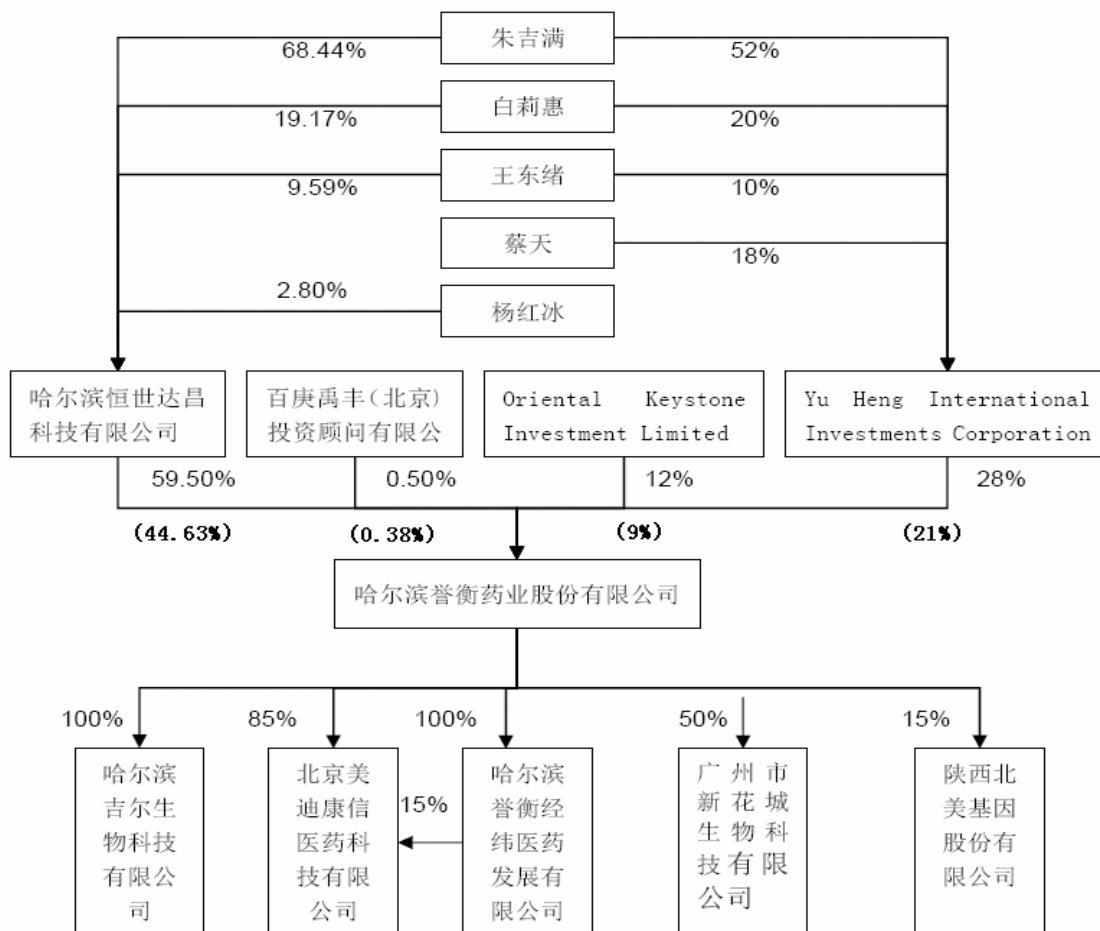 朱吉满
68.44%
52%
白莉惠
19.17%
20%
王东绪
9.59%
10%
蔡天
18%
2.80%
杨红冰
哈尔滨恒世达昌
科技有限公司
百庚禹丰（北京）
投资顾问有限公
Oriental Keystone
Investment Limited
Yu Heng International
Investments Corporation
59.50%
0.50%
12%
28%
(44.63%)
(0.38%)
(9%)
(21%)
哈尔滨誉衡药业股份有限公司
100%
85%
100%
50%
15%
哈尔滨
吉尔生
物科技
有限公
司
北京美
迪康信
医药科
技有限
公司
15%
哈尔滨
誉衡经
纬医药
发展有
限公司
广州市
新花城
生物科
技有限
公司
陕西北
美基因
股份有
限公司